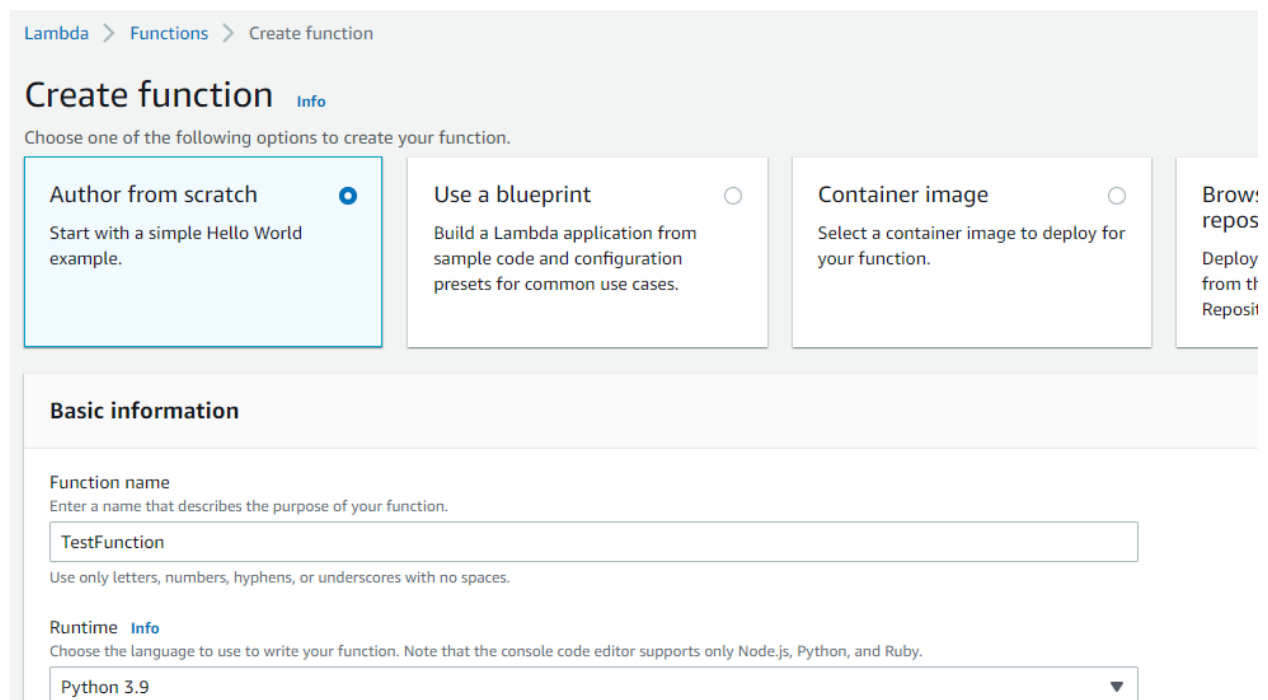 Lambda > Functions > Create function
Create function Info
Choose one of the following options to create your function.
Author from scratch
Start with a simple Hello World
example.
Use a blueprint
Build a Lambda application from
sample code and configuration
presets for common use cases.
Container image
Select a container image to deploy for
your function.
Deploy
Basic information
Function name
Enter a name that describes the purpose of your function.
TestFunction
Use only letters, numbers, hyphens, or underscores with no spaces.
Runtime Info
Choose the language to use to write your function. Note that the console code editor supports only Node.js, Python, and Ruby.
Python 3.9